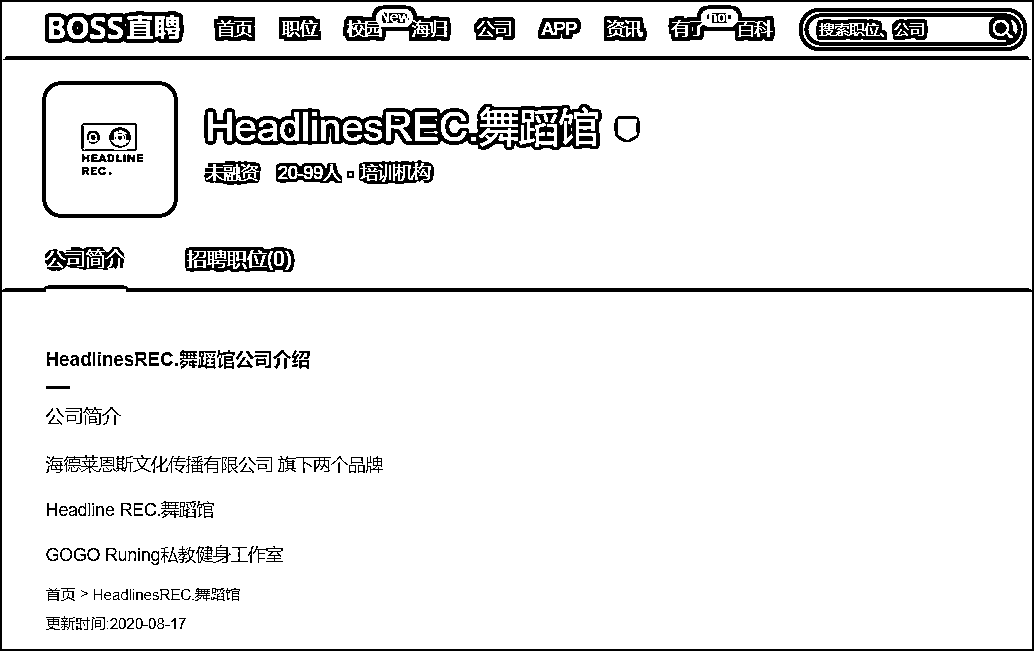 BOSS直聘 首页 职位 校园 New 海归 公司 APP 资讯 有了 hot 百科 搜索职位、公司
HEADLINE
REC.
HeadlinesREC.舞蹈馆
未融资 20-99人 培训机构
公司简介 招聘职位(0)
HeadlinesREC.舞蹈馆公司介绍
公司简介
海德莱恩斯文化传播有限公司 旗下两个品牌
Headline REC.舞蹈馆
GOGO Runing私教健身工作室
首页 > HeadlinesREC.舞蹈馆
更新时间:2020-08-17